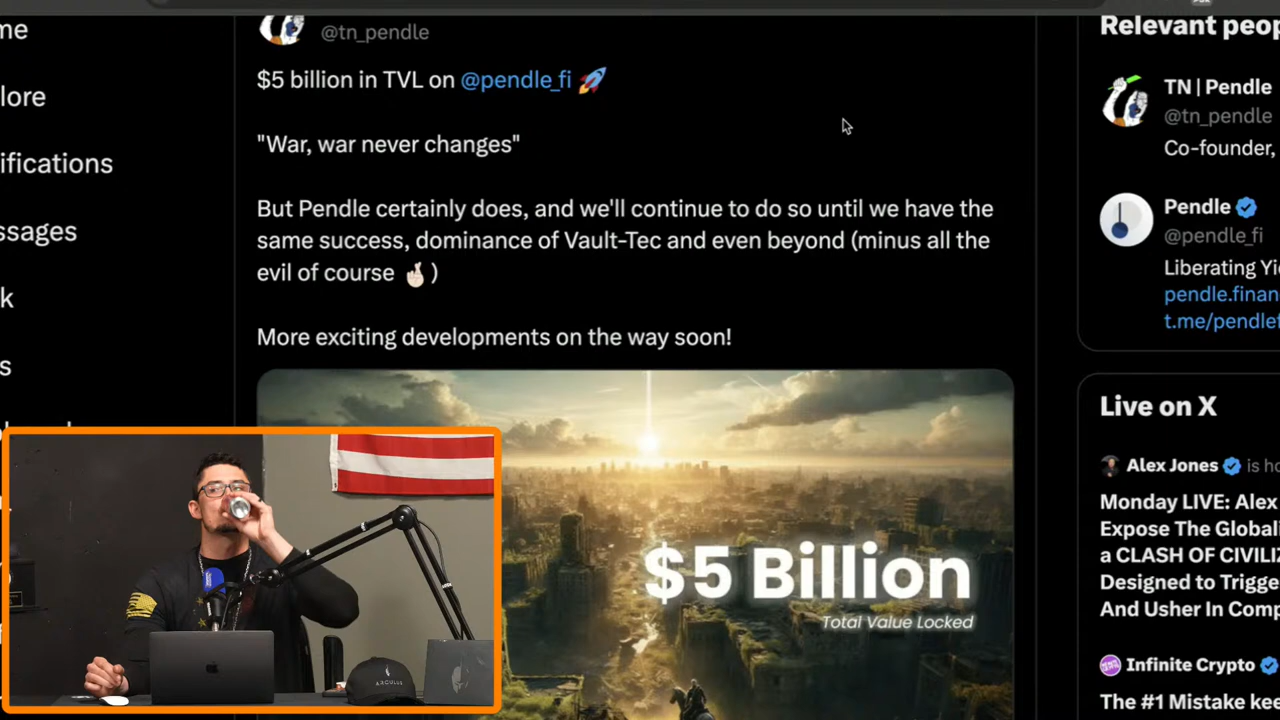 me
lore
ifications
ssages
k
s
@tn_pendle
$5 billion in TVL on @pendle_fi 🚀
"War, war never changes"
But Pendle certainly does, and we'll continue to do so until we have the
same success, dominance of Vault-Tec and even beyond (minus all the
evil of course 🤞🏻)
More exciting developments on the way soon!
$5 Billion
Total Value Locked
ARCULUS
Relevant peop
TN | Pendle
@tn_pendle
Co-founder,
Pendle
@pendle_fi
Liberating Yi
pendle.finan
t.me/pendlef
Live on X
Alex Jones is ho
Monday LIVE: Alex
Expose The Globali
a CLASH OF CIVILIZ
Designed to Trigge
And Usher In Comp
Infinite Crypto
The #1 Mistake kee